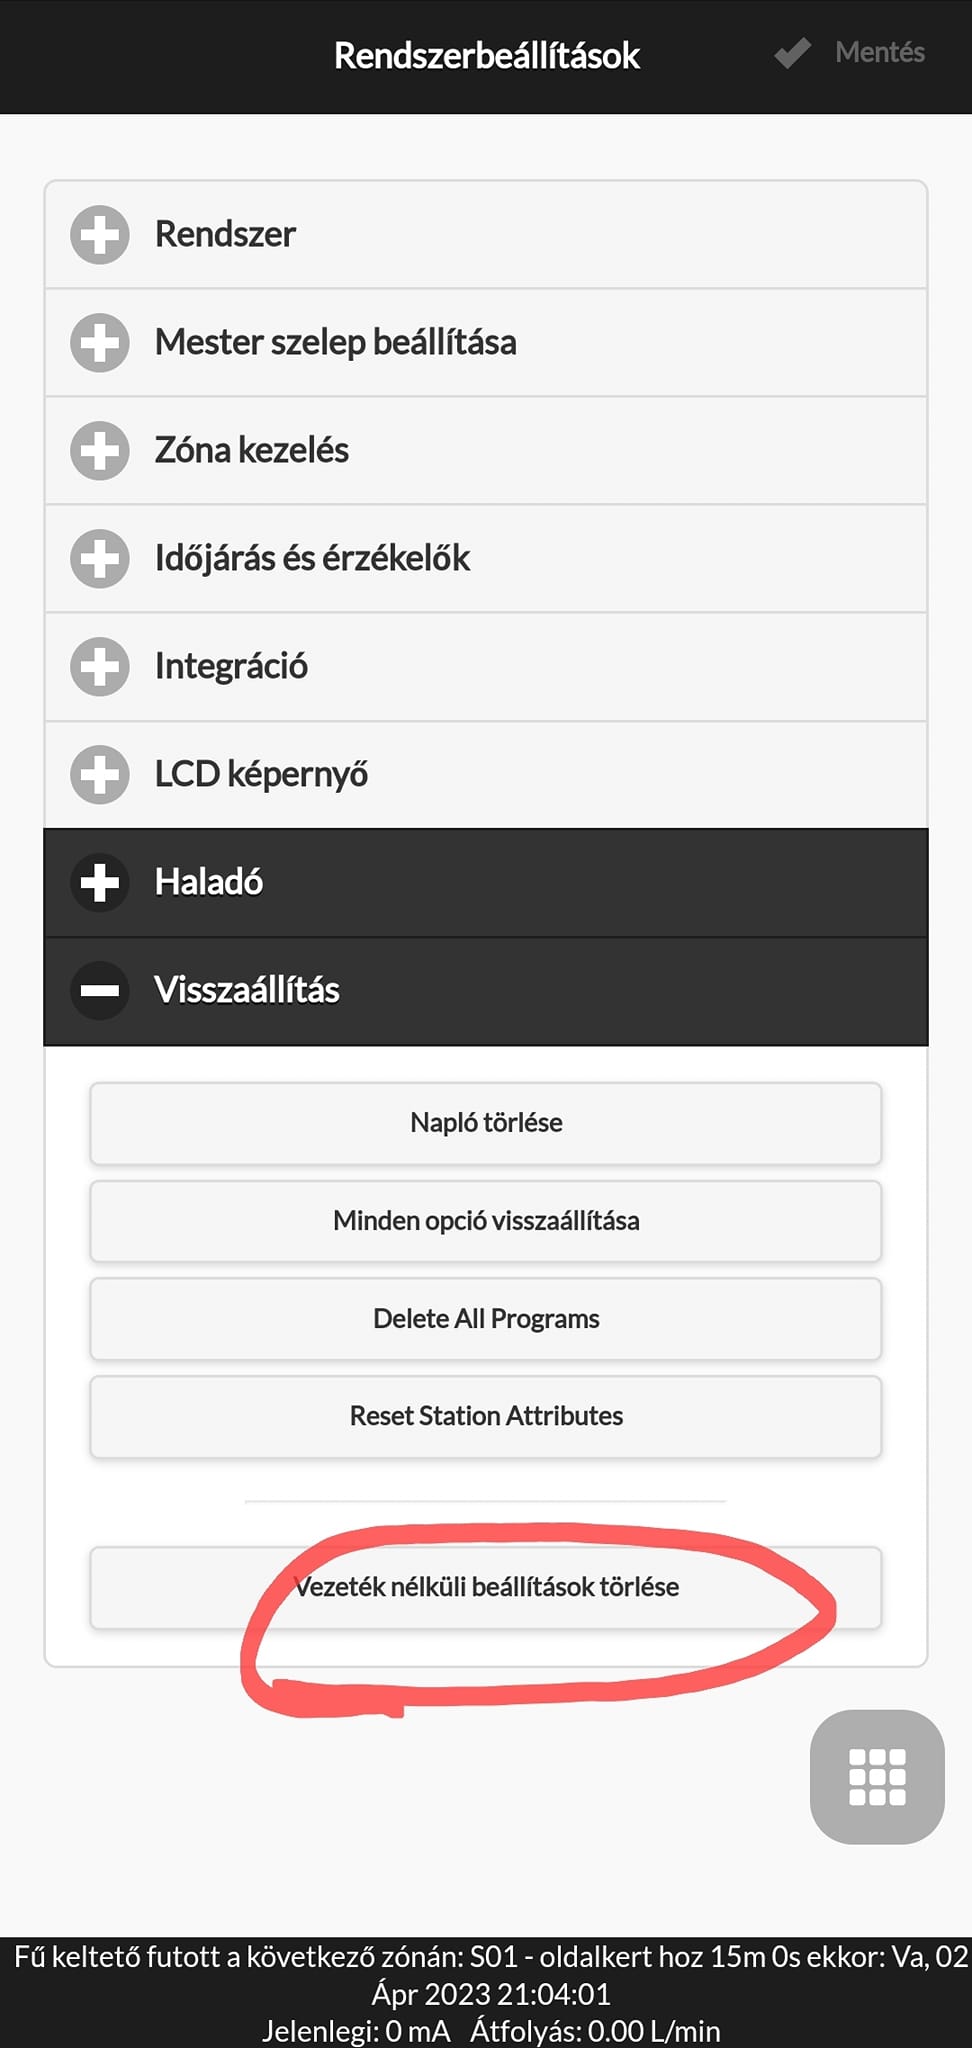 Rendszerbeállítások
Mentés
Rendszer
Mester szelep beállítása
Zóna kezelés
Időjárás és érzékelők
Integráció
LCD képernyő
Haladó
Visszaállítás
Napló törlése
Minden opció visszaállítása
Delete All Programs
Reset Station Attributes
Vezeték nélküli beállítások törlése
Fű keltető futott a következő zónán: S01 - oldalkert hoz 15m 0s ekkor: Va, 02
Ápr 2023 21:04:01
Jelenlegi: 0 mA Átfolyás: 0.00 L/min